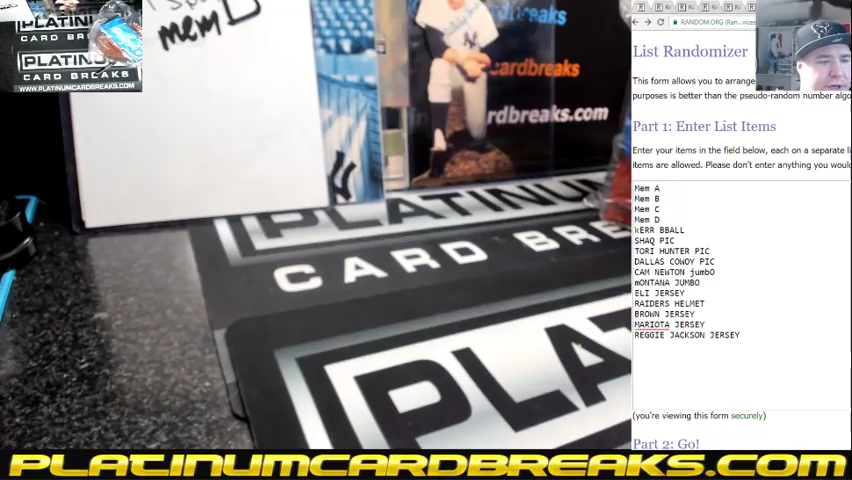 PLATINUM
CARD BREAKS
CARD BREAKS
WWW.PLATINUMCARDBREAKS.COM
mem D
cardbreaks
rdbreaks.com
PLATINUM
CARD BRE
PLA
RANDOM.ORG
List Randomizer
This form allows you to arrange
purposes is better than the pseudo-random number algo
Part 1: Enter List Items
Enter your items in the field below, each on a separate li
items are allowed. Please don't enter anything you would
Mem A
Mem B
Mem C
Mem D
kERR BBALL
SHAQ PIC
TORI HUNTER PIC
DALLAS COWOY PIC
CAM NEWTON jumbO
mONTANA JUMBO
ELI JERSEY
RAIDERS HELMET
BROWN JERSEY
MARIOTA JERSEY
REGGIE JACKSON JERSEY
(you're viewing this form securely)
Part 2: Go!
PLATINUMCARDBREAKS.COM